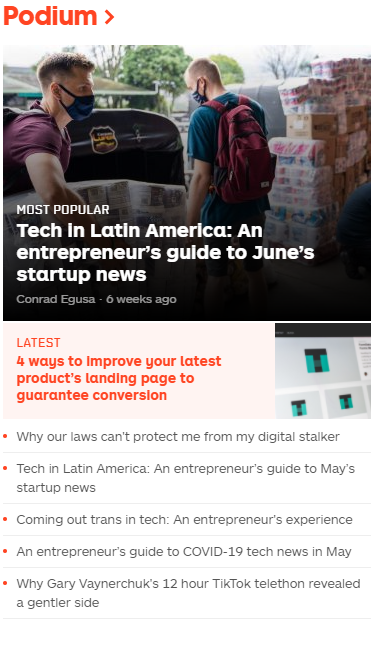 Podium >
MOST POPULAR
Tech in Latin America: An
entrepreneur's guide to June's
startup news
Conrad Egusa · 6 weeks ago
LATEST
4 ways to improve your latest
product's landing page to
guarantee conversion
• Why our laws can't protect me from my digital stalker
• Tech in Latin America: An entrepreneur's guide to May's
startup news
• Coming out trans in tech: An entrepreneur's experience
• An entrepreneur's guide to COVID-19 tech news in May
• Why Gary Vaynerchuk's 12 hour TikTok telethon revealed
a gentler side